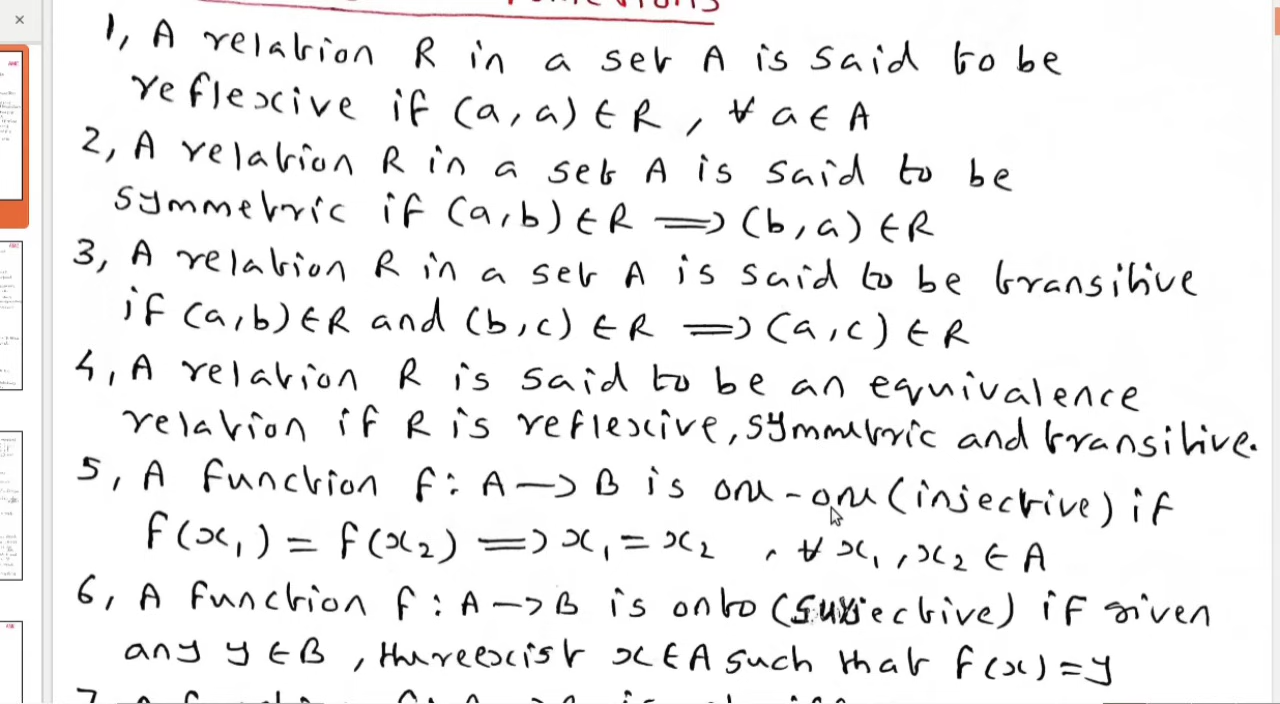 1, A relation R in a set A is said to be
reflexive if (a,a) ∈ R, ∀ a ∈ A
2, A relation R in a set A is said to be
symmetric if (a,b) ∈ R ⟹ (b,a) ∈ R
3, A relation R in a set A is said to be transitive
if (a,b) ∈ R and (b,c) ∈ R ⟹ (a,c) ∈ R
4, A relation R is said to be an equivalence
relation if R is reflexive, symmetric and transitive.
5, A function f: A → B is one-one (injective) if
f(x₁) = f(x₂) ⟹ x₁ = x₂, ∀ x₁, x₂ ∈ A
6, A function f: A → B is onto (surjective) if given
any y ∈ B, there exist x ∈ A such that f(x) = y